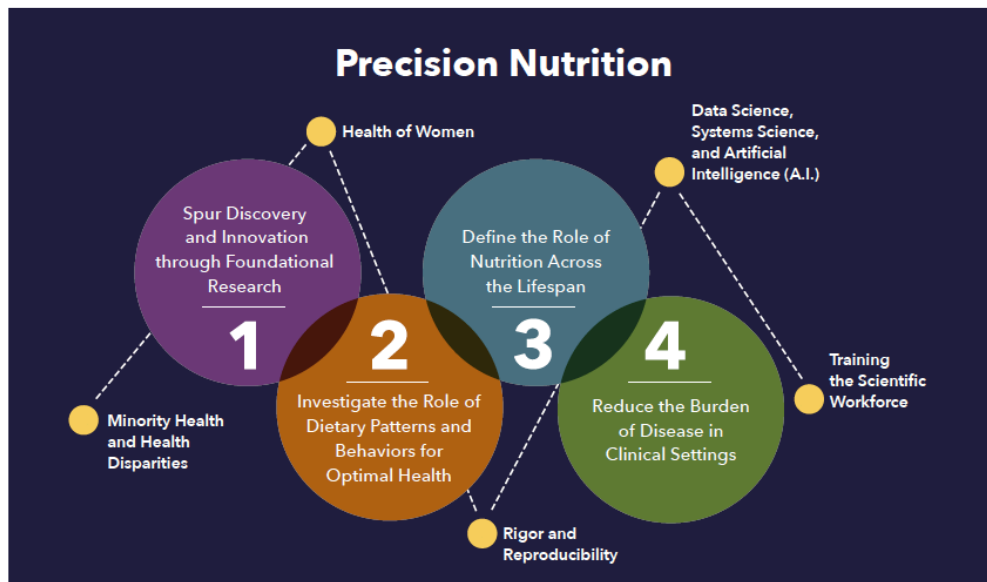 Precision Nutrition
Health of Women
Data Science,
Systems Science,
and Artificial
Intelligence (A.I.)
Spur Discovery
and Innovation
through Foundational
Research
1
2
Investigate the Role of
Dietary Patterns and
Behaviors for
Optimal Health
Define the Role of
Nutrition Across
the Lifespan
3
4
Reduce the Burden
of Disease in
Clinical Settings
Training
the Scientific
Workforce
Minority Health
and Health
Disparities
Rigor and
Reproducibility